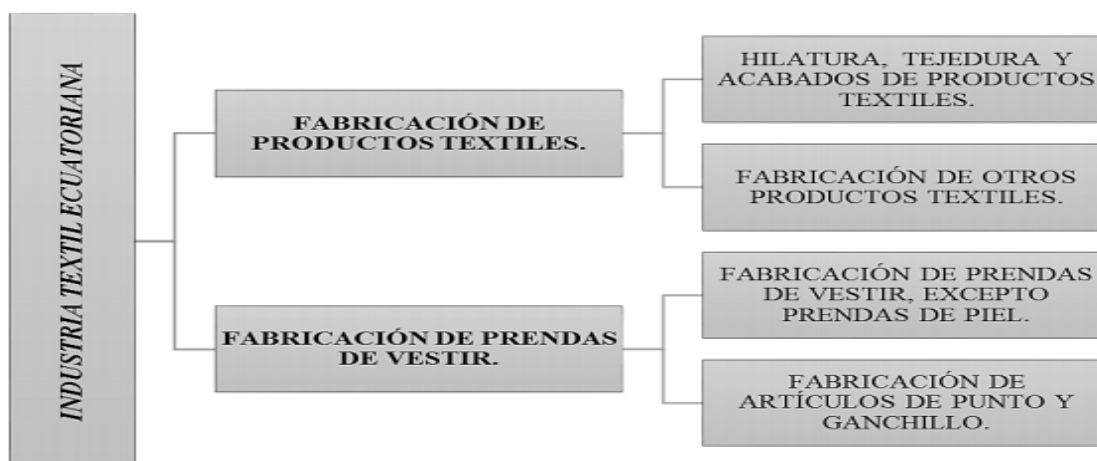 INDUSTRIA TEXTIL ECUATORIANA
FABRICACIÓN DE
PRODUCTOS TEXTILES.
HILATURA, TEJEDURA Y
ACABADOS DE PRODUCTOS
TEXTILES.
FABRICACIÓN DE OTROS
PRODUCTOS TEXTILES.
FABRICACIÓN DE PRENDAS
DE VESTIR.
FABRICACIÓN DE PRENDAS
DE VESTIR, EXCEPTO
PRENDAS DE PIEL.
FABRICACIÓN DE
ARTÍCULOS DE PUNTO Y
GANCHILLO.